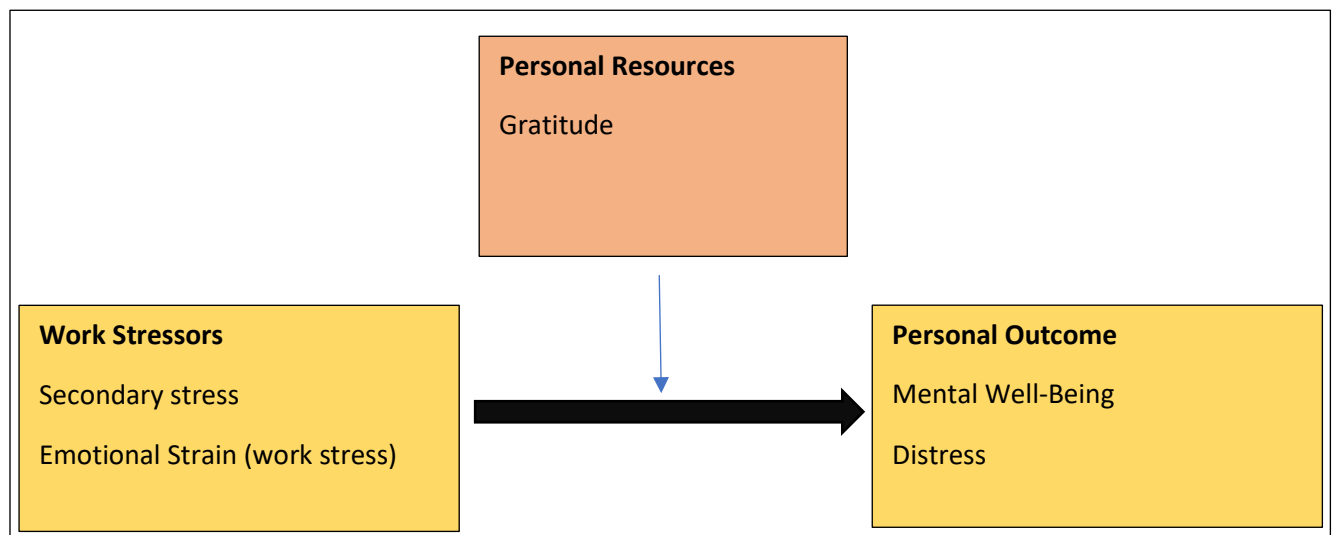 Personal Resources
Gratitude
Work Stressors
Secondary stress
Emotional Strain (work stress)
Personal Outcome
Mental Well-Being
Distress